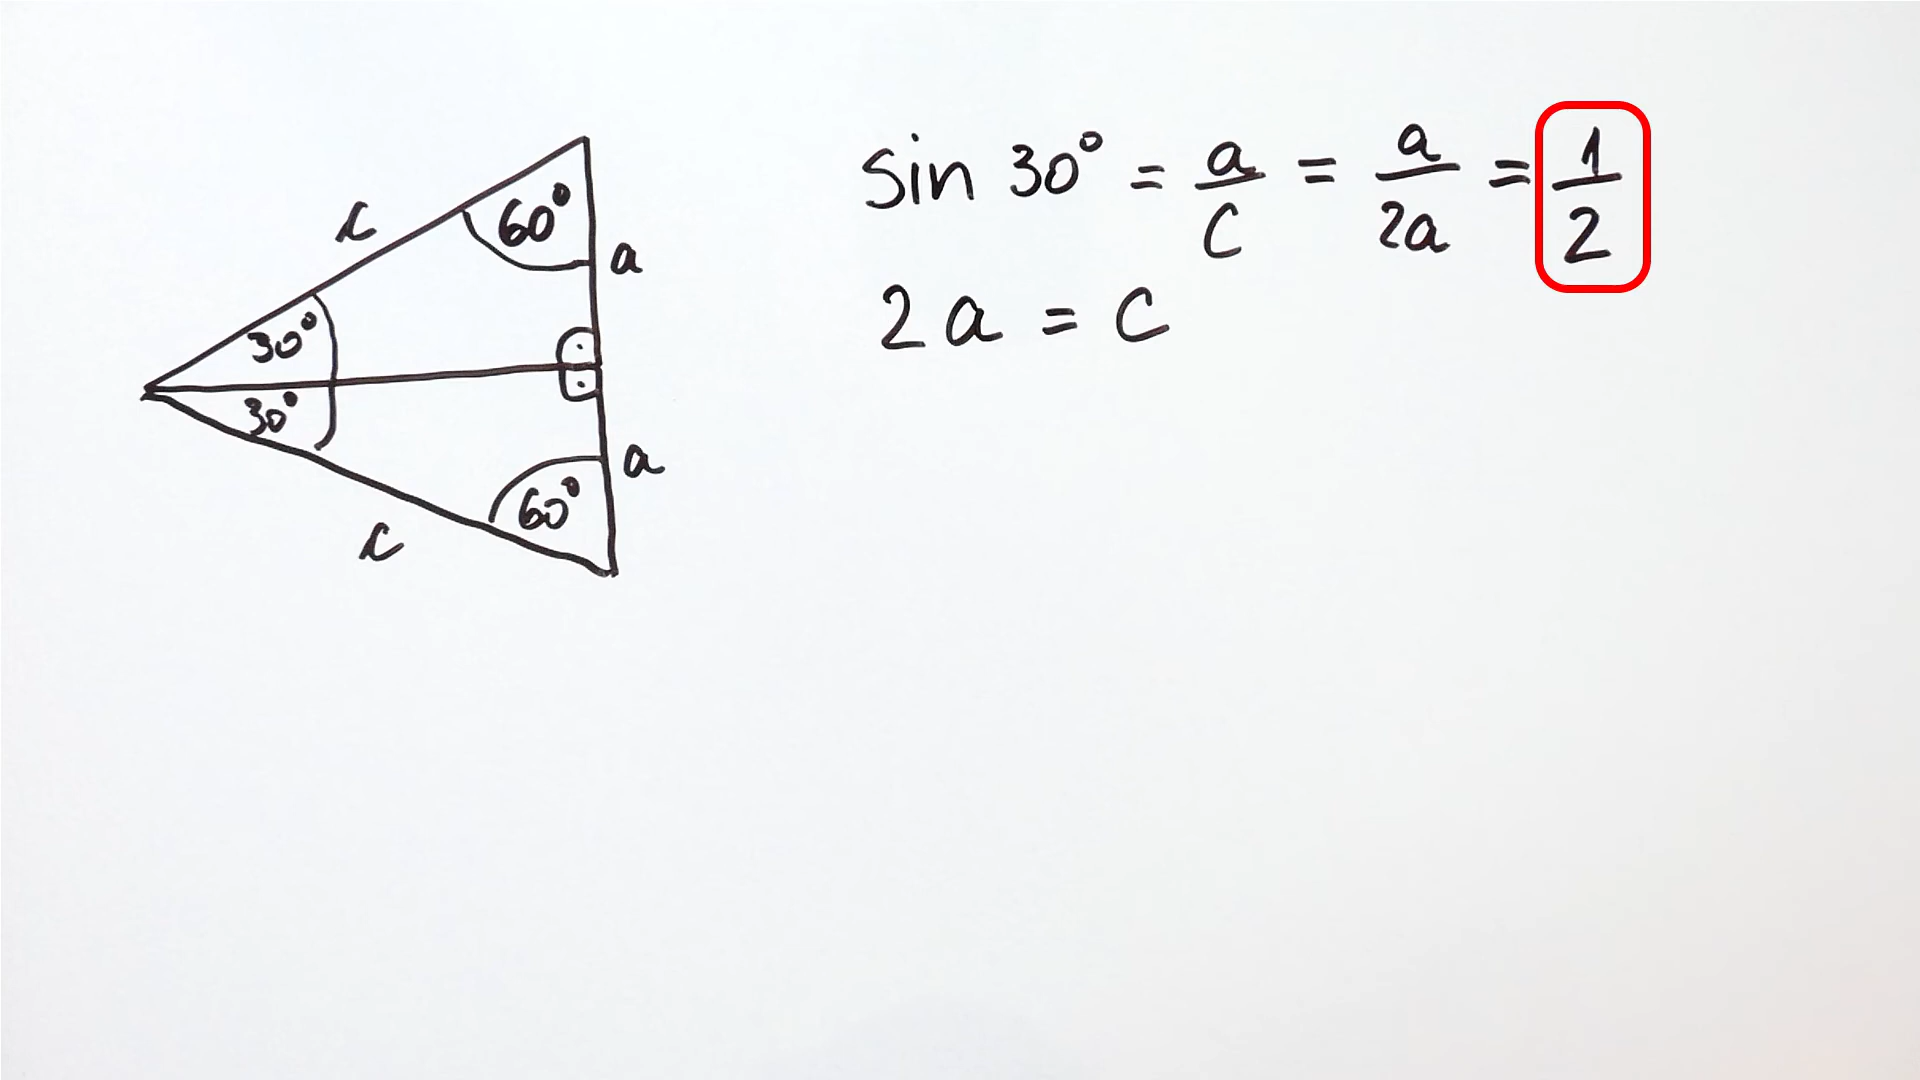 c
60°
a
30°
30°
a
60°
c
sin 30° = a/c = a/2a = 1/2
2a = c